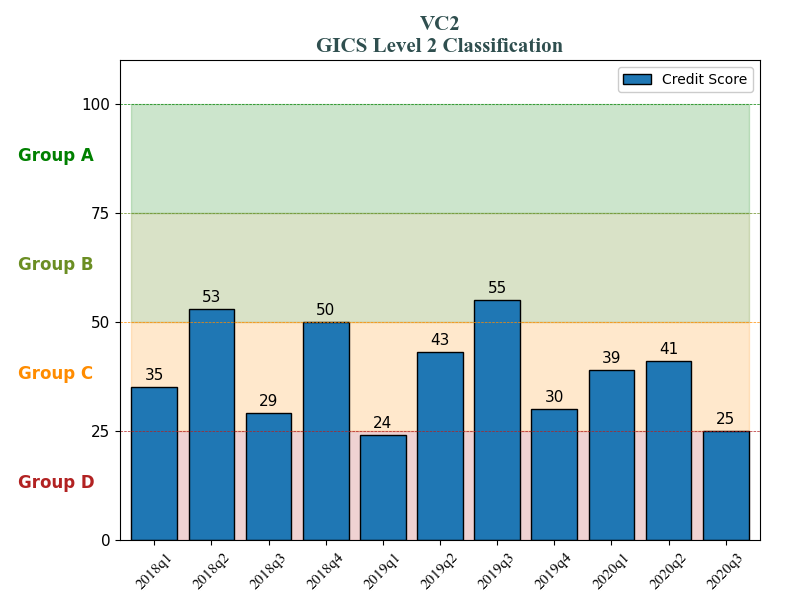 VC2
GICS Level 2 Classification
Credit Score
100
Group A
75
Group B
55
53
50
50
43
41
39
Group C
35
30
29
25
25
24
Group D
0
2018q1
2018q2
2018q3
2018q4
2019q1
2019q2
2019q3
2019q4
2020q1
2020q2
2020q3